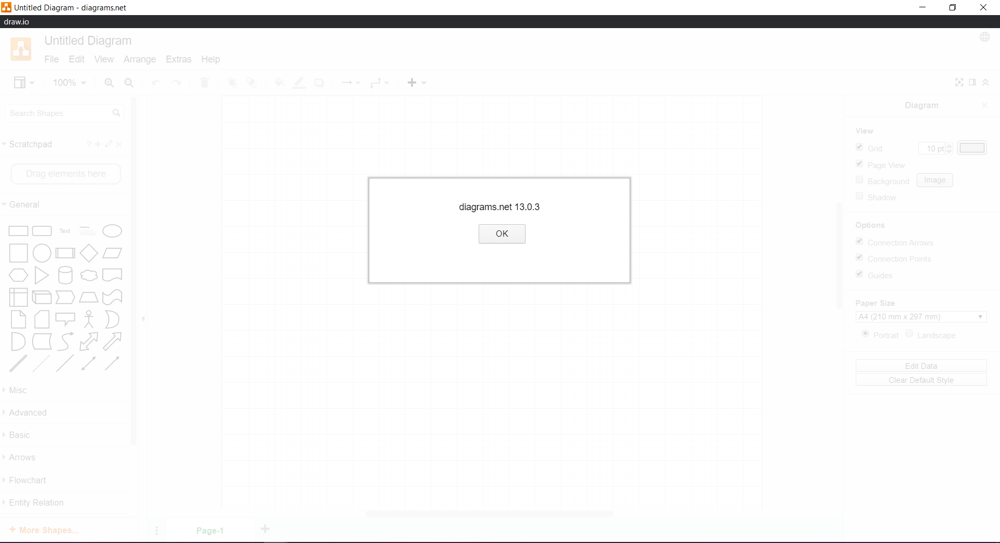 Untitled Diagram - diagrams.net
draw.io
Untitled Diagram
File Edit View Arrange Extras Help
100%
Search Shapes
Scratchpad
?
Drag elements here
General
Text
Heading
Misc
Advanced
Basic
Arrows
Flowchart
Entity Relation
+ More Shapes...
diagrams.net 13.0.3
OK
Page-1
Diagram
View
Grid 10 pt
Page View
Background Image
Shadow
Options
Connection Arrows
Connection Points
Guides
Paper Size
A4 (210 mm x 297 mm)
Portrait Landscape
Edit Data
Clear Default Style